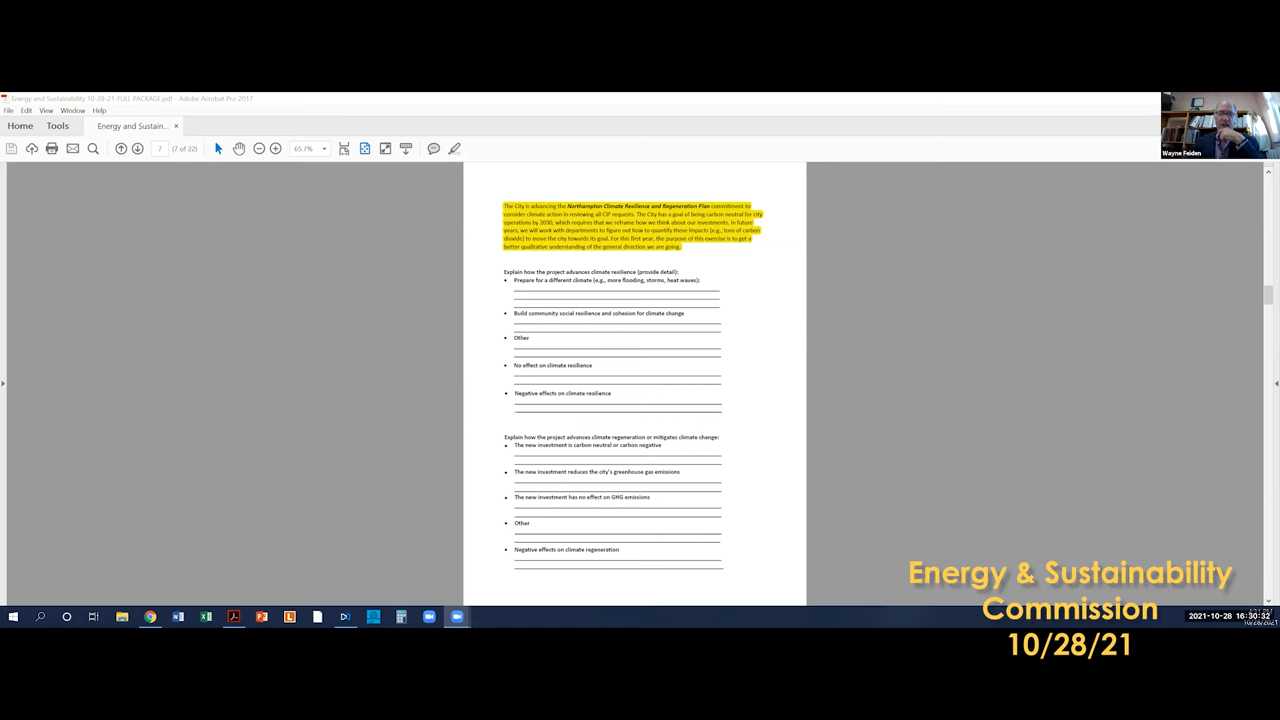 Energy and Sustainability 10-28-21-FULL PACKAGE.pdf - Adobe Acrobat Pro 2017
File Edit View Window Help
Home Tools Energy and Sustain... ×
7 (7 of 22) 65.7%
Wayne Feiden
The City is advancing the Northampton Climate Resilience and Regeneration Plan commitment to
consider climate action in reviewing all CIP requests. The City has a goal of being carbon neutral for city
operations by 2030, which requires that we reframe how we think about our investments. In future
years, we will work with departments to figure out how to quantify these impacts (e.g., tons of carbon
dioxide) to move the city towards its goal. For this first year, the purpose of this exercise is to get a
better qualitative understanding of the general direction we are going.
Explain how the project advances climate resilience (provide detail):
• Prepare for a different climate (e.g., more flooding, storms, heat waves):
• Build community social resilience and cohesion for climate change
• Other
• No effect on climate resilience
• Negative effects on climate resilience
Explain how the project advances climate regeneration or mitigates climate change:
• The new investment is carbon neutral or carbon negative
• The new investment reduces the city's greenhouse gas emissions
• The new investment has no effect on GHG emissions
• Other
• Negative effects on climate regeneration
Energy & Sustainability
Commission
10/28/21
2021-10-28 16:30:32